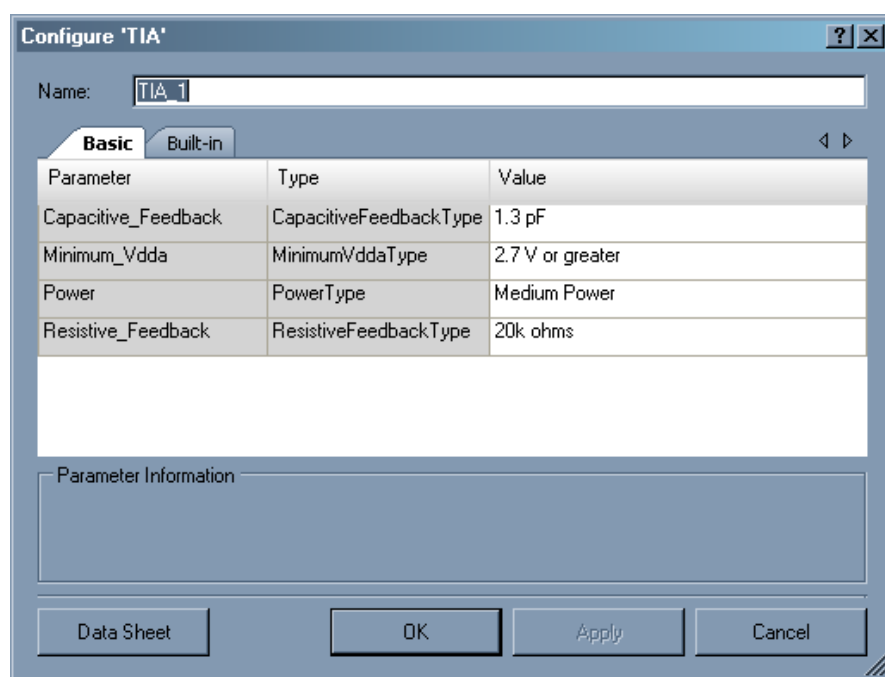 Configure 'TIA'
Name: TIA_1
Basic Built-in
Parameter Type Value
Capacitive_Feedback CapacitiveFeedbackType 1.3 pF
Minimum_Vdda MinimumVddaType 2.7 V or greater
Power PowerType Medium Power
Resistive_Feedback ResistiveFeedbackType 20k ohms
Parameter Information
Data Sheet OK Apply Cancel